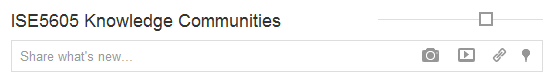 ISE5605 Knowledge Communities
Share what's new...